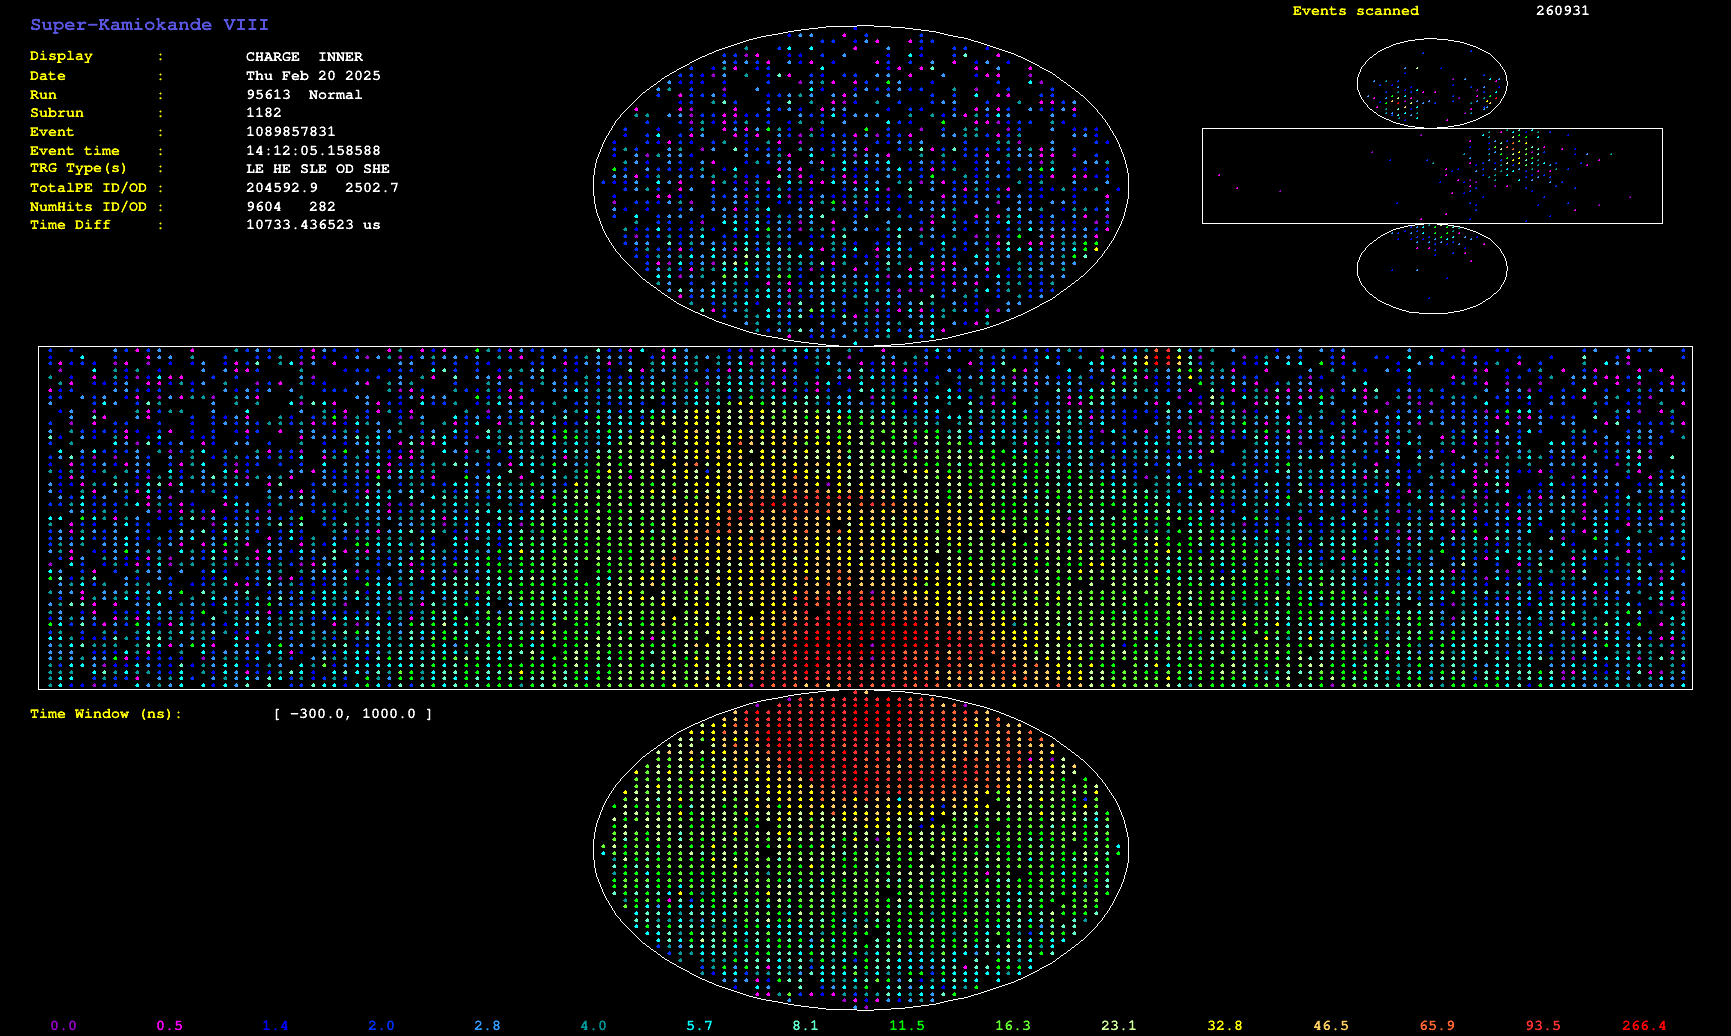 Super-Kamiokande VIII
Display : CHARGE INNER
Date : Thu Feb 20 2025
Run : 95613 Normal
Subrun : 1182
Event : 1089857831
Event time : 14:12:05.158588
TRG Type(s) : LE HE SLE OD SHE
TotalPE ID/OD : 204592.9 2502.7
NumHits ID/OD : 9604 282
Time Diff : 10733.436523 us
Events scanned 260931
Time Window (ns): [ -300.0, 1000.0 ]
0.0 0.5 1.4 2.0 2.8 4.0 5.7 8.1 11.5 16.3 23.1 32.8 46.5 65.9 93.5 266.4